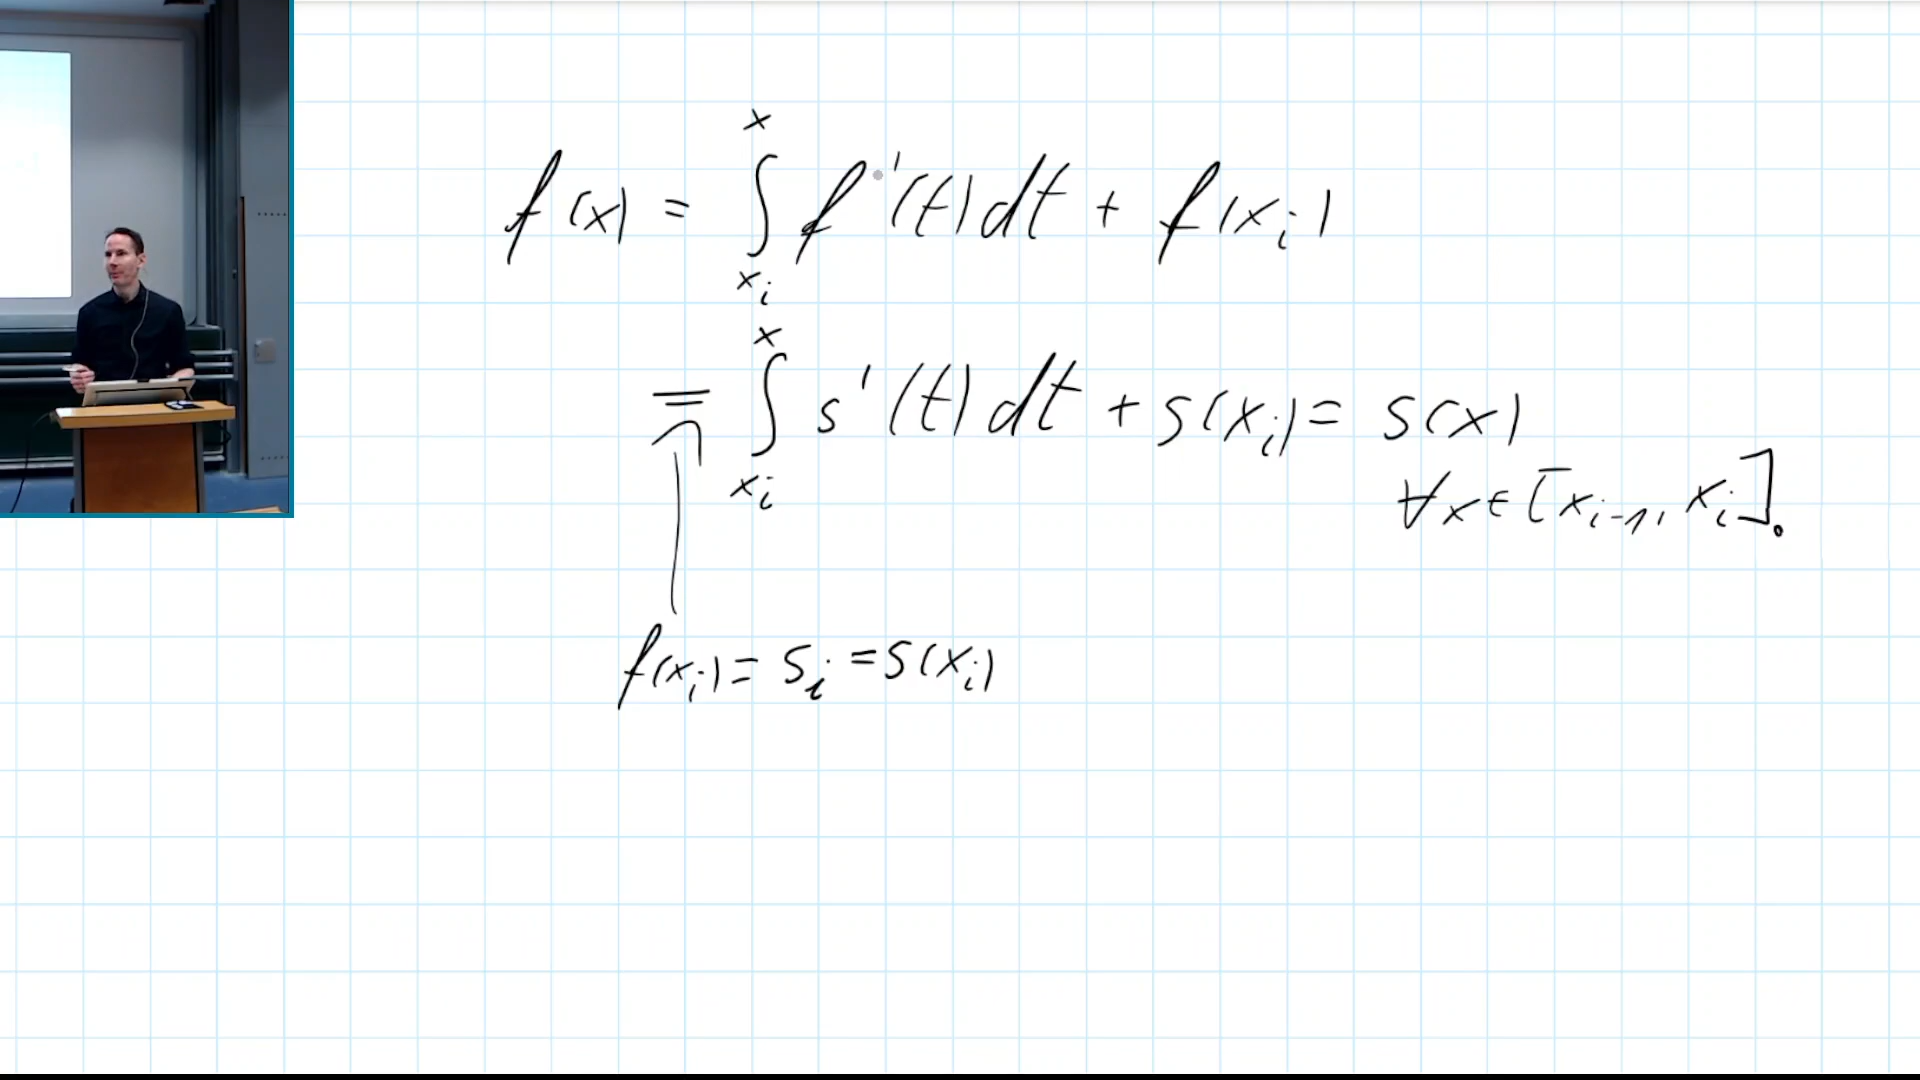 f(x) = ∫_{x_i}^{x} f'(t) dt + f(x_i)
= ∫_{x_i}^{x} s'(t) dt + s(x_i) = s(x)
∀x ∈ [x_{i-1}, x_i].
f(x_i) = s_i = s(x_i)